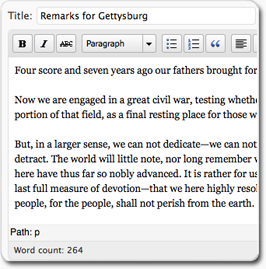 Title: Remarks for Gettysburg
B I ABC Paragraph
Four score and seven years ago our fathers brought for
Now we are engaged in a great civil war, testing wheth
portion of that field, as a final resting place for those w
But, in a larger sense, we can not dedicate—we can not
detract. The world will little note, nor long remember w
here have thus far so nobly advanced. It is rather for us
last full measure of devotion—that we here highly resol
people, for the people, shall not perish from the earth.
Path: p
Word count: 264